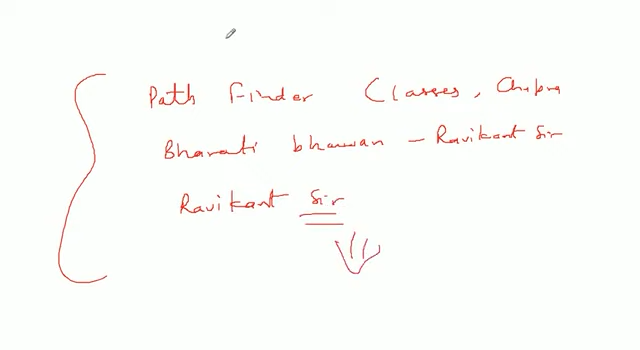 Path Finder Classes, Chapra
Bharati bhawan - Ravikant Sir
Ravikant Sir